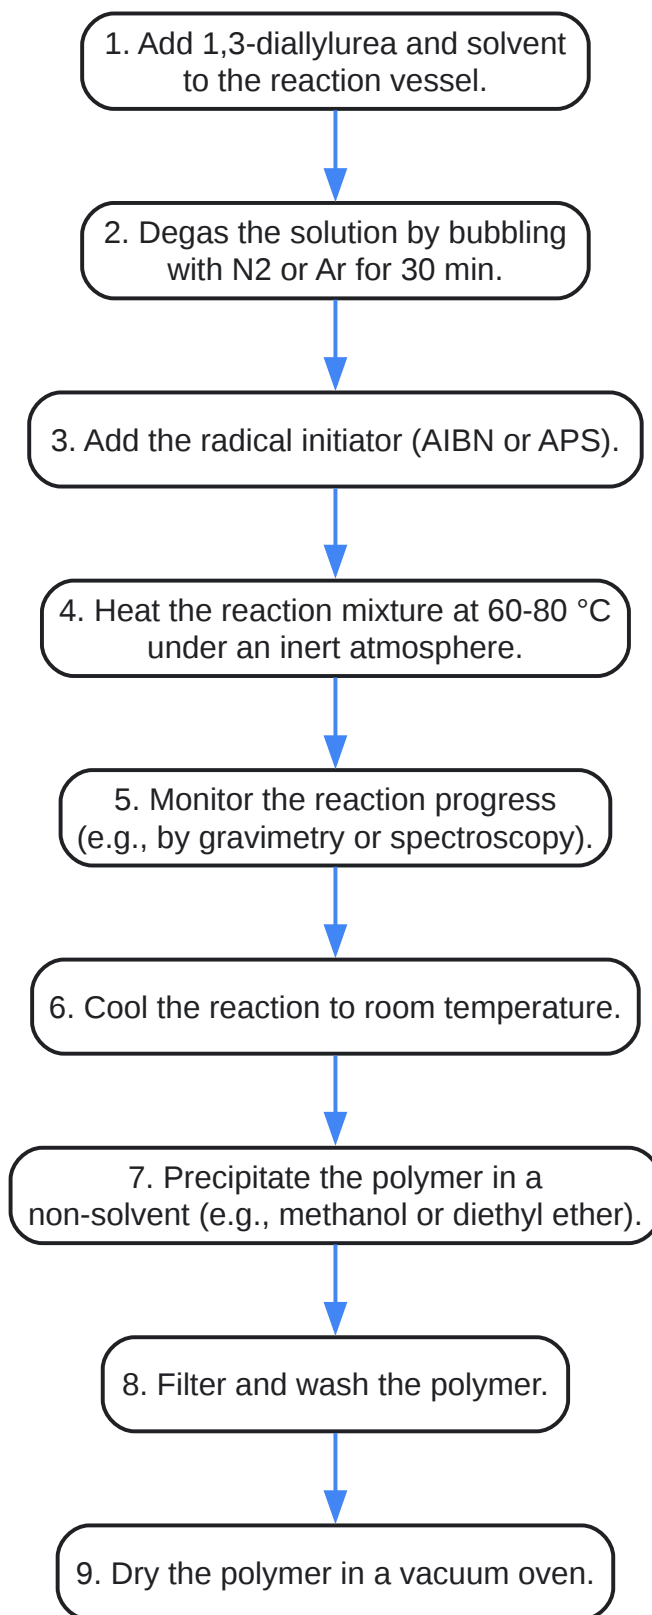 1. Add 1,3-diallylurea and solvent
to the reaction vessel.
2. Degas the solution by bubbling
with N2 or Ar for 30 min.
3. Add the radical initiator (AIBN or APS).
4. Heat the reaction mixture at 60-80 °C
under an inert atmosphere.
5. Monitor the reaction progress
(e.g., by gravimetry or spectroscopy).
6. Cool the reaction to room temperature.
7. Precipitate the polymer in a
non-solvent (e.g., methanol or diethyl ether).
8. Filter and wash the polymer.
9. Dry the polymer in a vacuum oven.